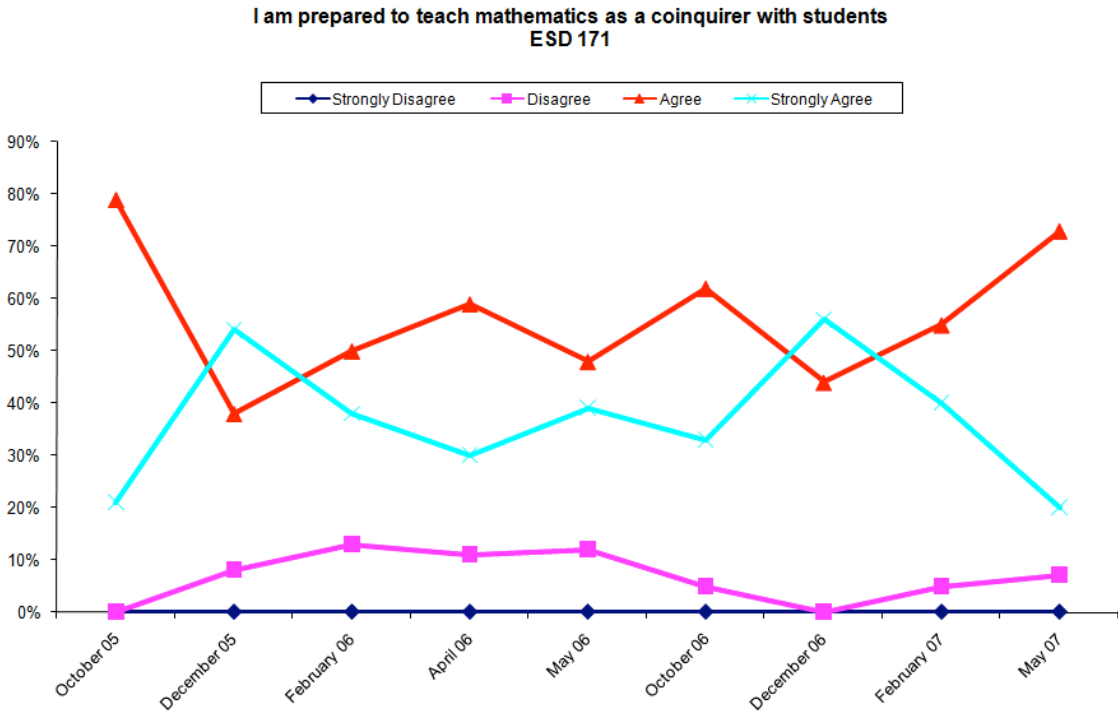 I am prepared to teach mathematics as a coinquirer with students
ESD 171
Strongly Disagree Disagree Agree Strongly Agree
90%
80%
70%
60%
50%
40%
30%
20%
10%
0%
October 05
December 05
February 06
April 06
May 06
October 06
December 06
February 07
May 07